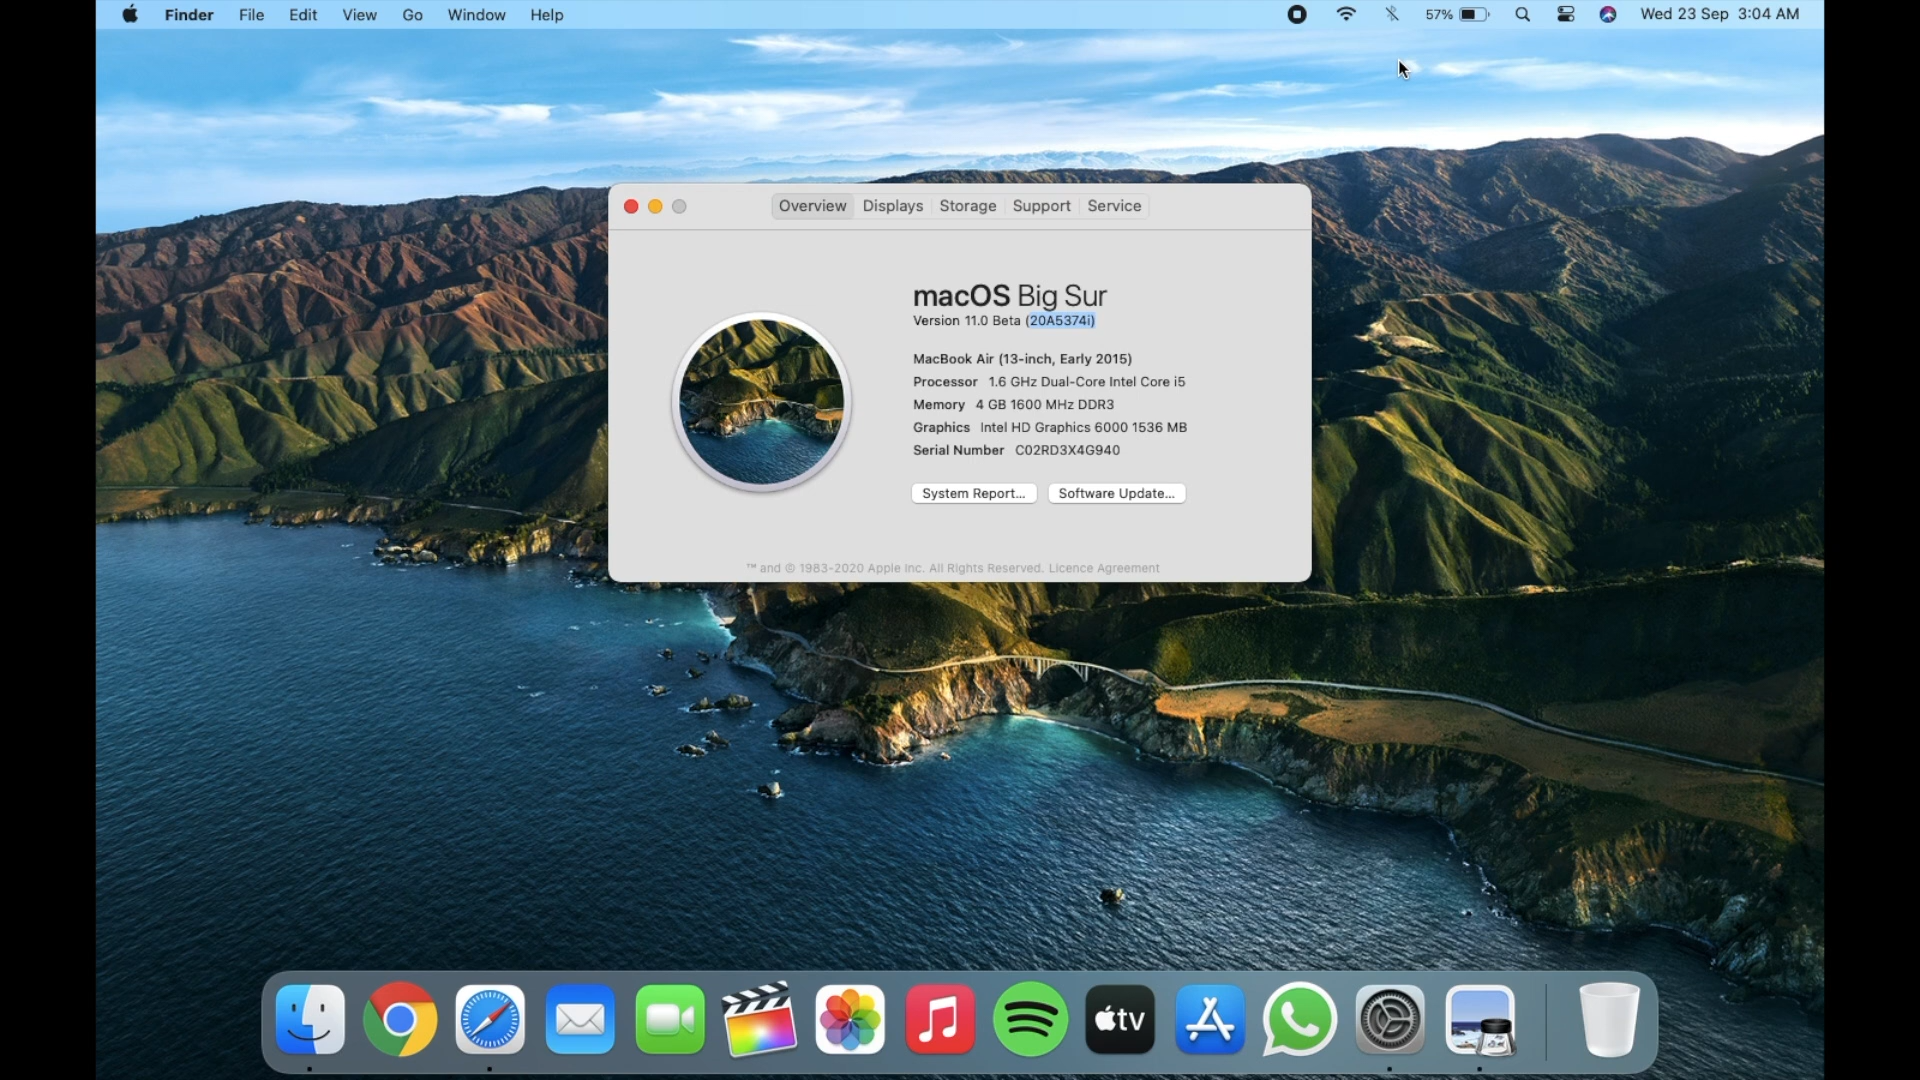 Finder File Edit View Go Window Help 57% Wed 23 Sep 3:04 AM
Overview Displays Storage Support Service
macOS Big Sur
Version 11.0 Beta (20A5374i)
MacBook Air (13-inch, Early 2015)
Processor 1.6 GHz Dual-Core Intel Core i5
Memory 4 GB 1600 MHz DDR3
Graphics Intel HD Graphics 6000 1536 MB
Serial Number C02RD3X4G940
System Report... Software Update...
™ and © 1983-2020 Apple Inc. All Rights Reserved. Licence Agreement
tv